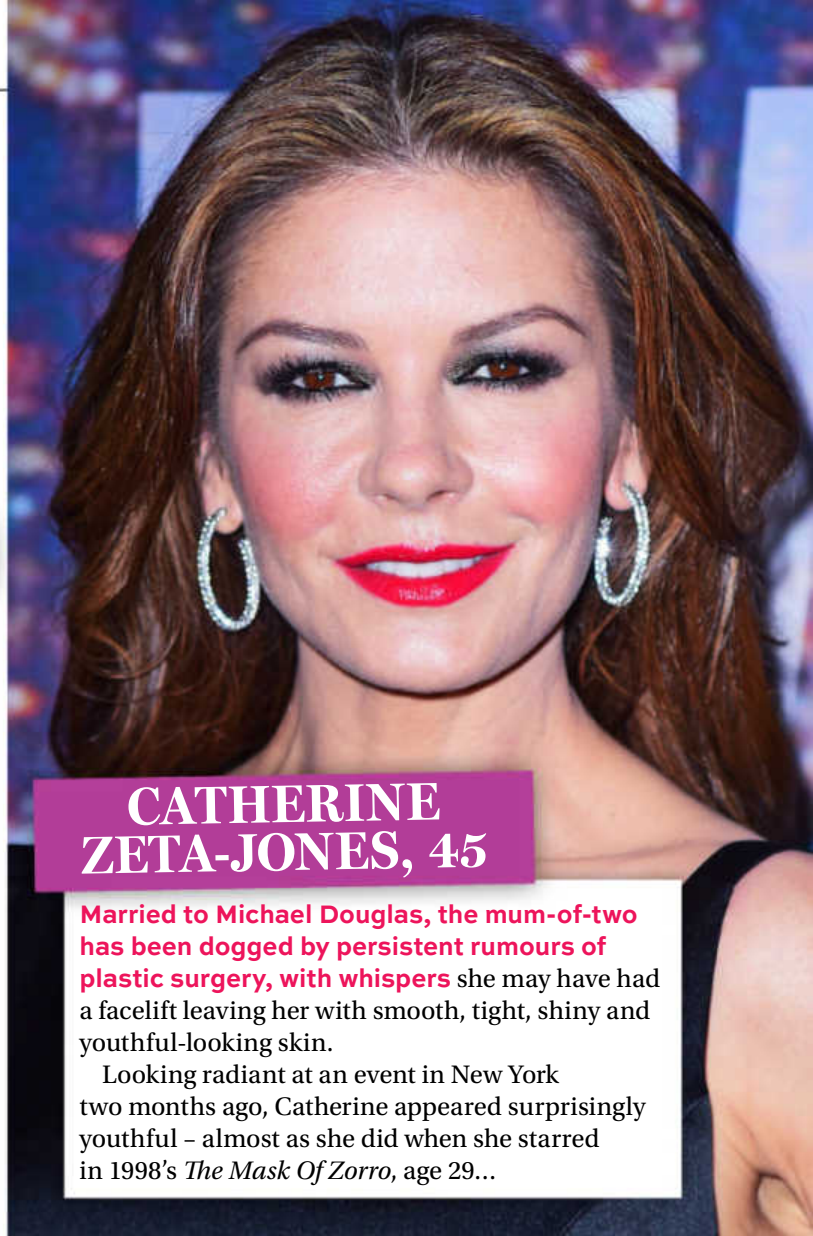 CATHERINE
ZETA-JONES, 45
Married to Michael Douglas, the mum-of-two
has been dogged by persistent rumours of
plastic surgery, with whispers she may have had
a facelift leaving her with smooth, tight, shiny and
youthful-looking skin.
Looking radiant at an event in New York
two months ago, Catherine appeared surprisingly
youthful – almost as she did when she starred
in 1998's The Mask Of Zorro, age 29...